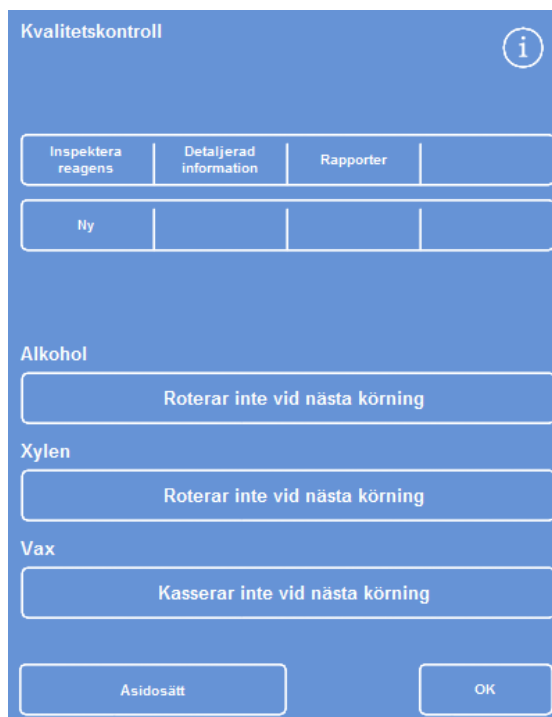 Kvalitetskontroll
i
Inspektera
reagens
Detaljerad
information
Rapporter
Ny
Alkohol
Roterar inte vid nästa körning
Xylen
Roterar inte vid nästa körning
Vax
Kasserar inte vid nästa körning
Asidosätt
OK